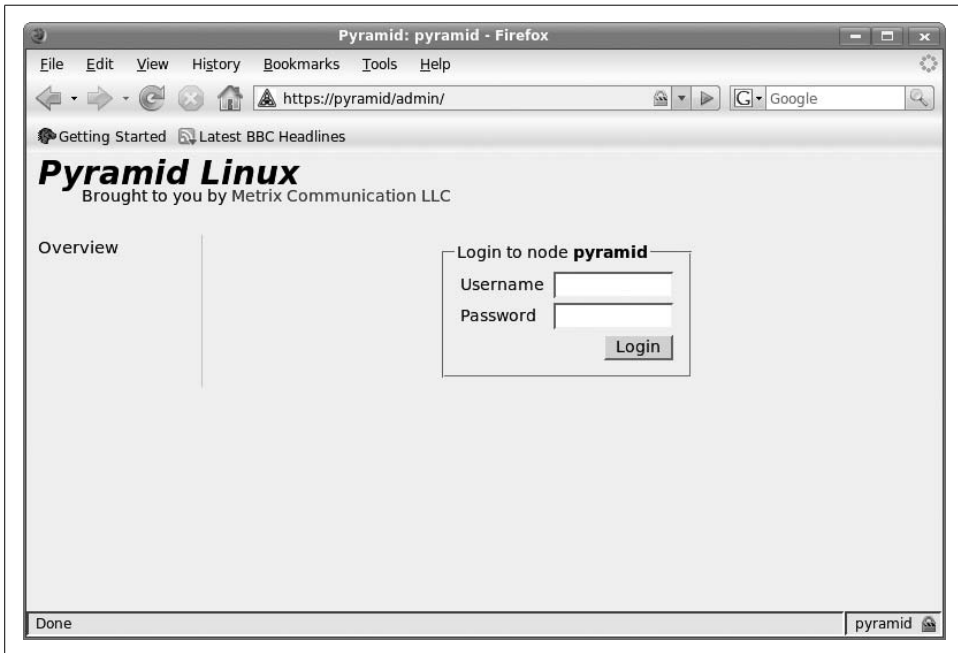 Pyramid: pyramid - Firefox
File Edit View History Bookmarks Tools Help
https://pyramid/admin/ G Google
Getting Started Latest BBC Headlines
Pyramid Linux
Brought to you by Metrix Communication LLC
Overview
Login to node pyramid
Username
Password
Login
Done pyramid